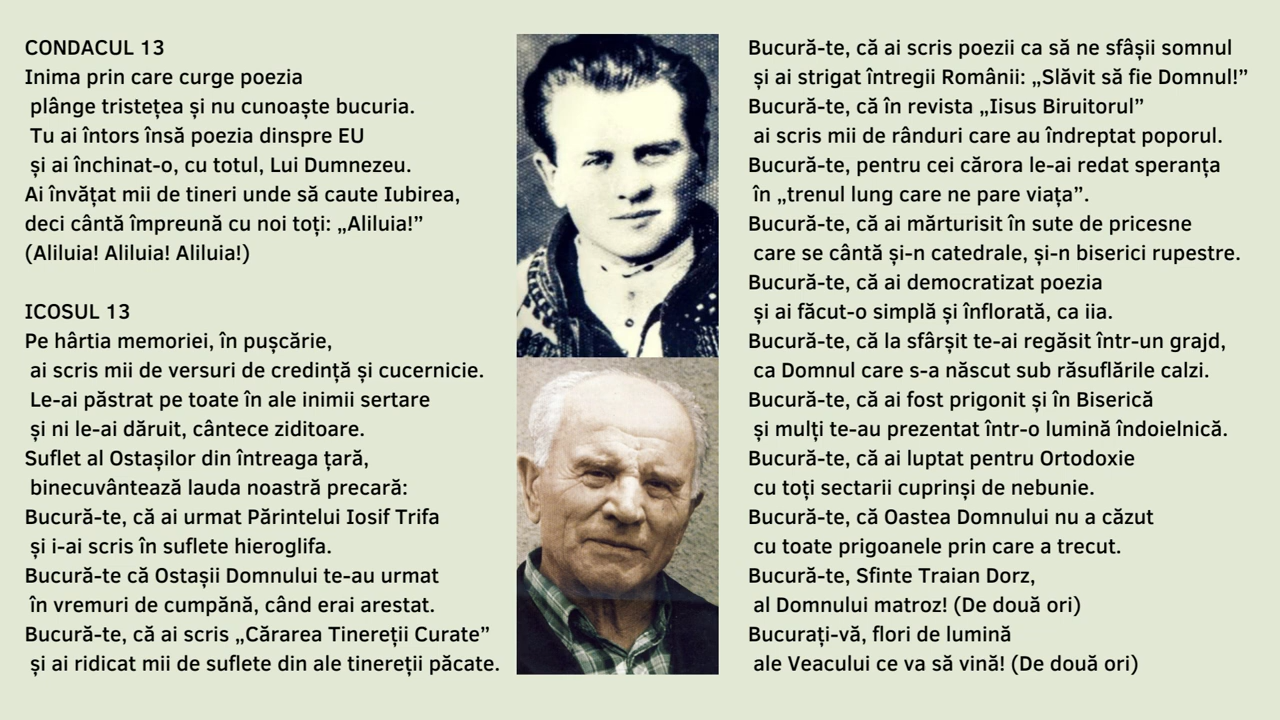 CONDACUL 13
Inima prin care curge poezia
plânge tristețea și nu cunoaște bucuria.
Tu ai întors însă poezia dinspre EU
și ai închinat-o, cu totul, Lui Dumnezeu.
Ai învățat mii de tineri unde să caute Iubirea,
deci cântă împreună cu noi toți: „Aliluia!”
(Aliluia! Aliluia! Aliluia!)
ICOSUL 13
Pe hârtia memoriei, în pușcărie,
ai scris mii de versuri de credință și cucernicie.
Le-ai păstrat pe toate în ale inimii sertare
și ni le-ai dăruit, cântece ziditoare.
Suflet al Ostașilor din întreaga țară,
binecuvântează lauda noastră precară:
Bucură-te, că ai urmat Părintelui Iosif Trifa
și i-ai scris în suflete hieroglifa.
Bucură-te că Ostașii Domnului te-au urmat
în vremuri de cumpănă, când erai arestat.
Bucură-te, că ai scris „Cărarea Tinereții Curate”
și ai ridicat mii de suflete din ale tinereții păcate.
Bucură-te, că ai scris poezii ca să ne sfâșii somnul
și ai strigat întregii Românii: „Slăvit să fie Domnul!”
Bucură-te, că în revista „Iisus Biruitorul”
ai scris mii de rânduri care au îndreptat poporul.
Bucură-te, pentru cei cărora le-ai redat speranța
în „trenul lung care ne pare viața”.
Bucură-te, că ai mărturisit în sute de pricesne
care se cântă și-n catedrale, și-n biserici rupestre.
Bucură-te, că ai democratizat poezia
și ai făcut-o simplă și înflorată, ca iia.
Bucură-te, că la sfârșit te-ai regăsit într-un grajd,
ca Domnul care s-a născut sub răsuflările calzi.
Bucură-te, că ai fost prigonit și în Biserică
și mulți te-au prezentat într-o lumină îndoielnică.
Bucură-te, că ai luptat pentru Ortodoxie
cu toți sectarii cuprinși de nebunie.
Bucură-te, că Oastea Domnului nu a căzut
cu toate prigoanele prin care a trecut.
Bucură-te, Sfinte Traian Dorz,
al Domnului matroz! (De două ori)
Bucurați-vă, flori de lumină
ale Veacului ce va să vină! (De două ori)